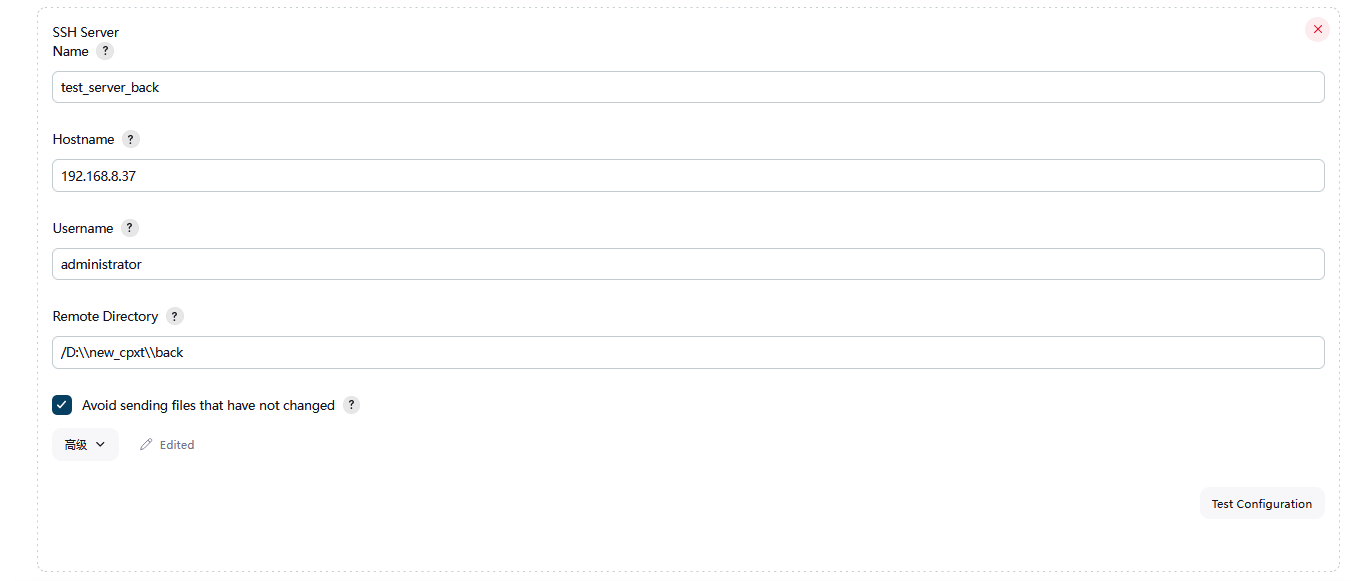 SSH Server
Name ?
test_server_back
Hostname ?
192.168.8.37
Username ?
administrator
Remote Directory ?
/D:\\new_cpxt\\back
Avoid sending files that have not changed ?
高级 Edited
Test Configuration